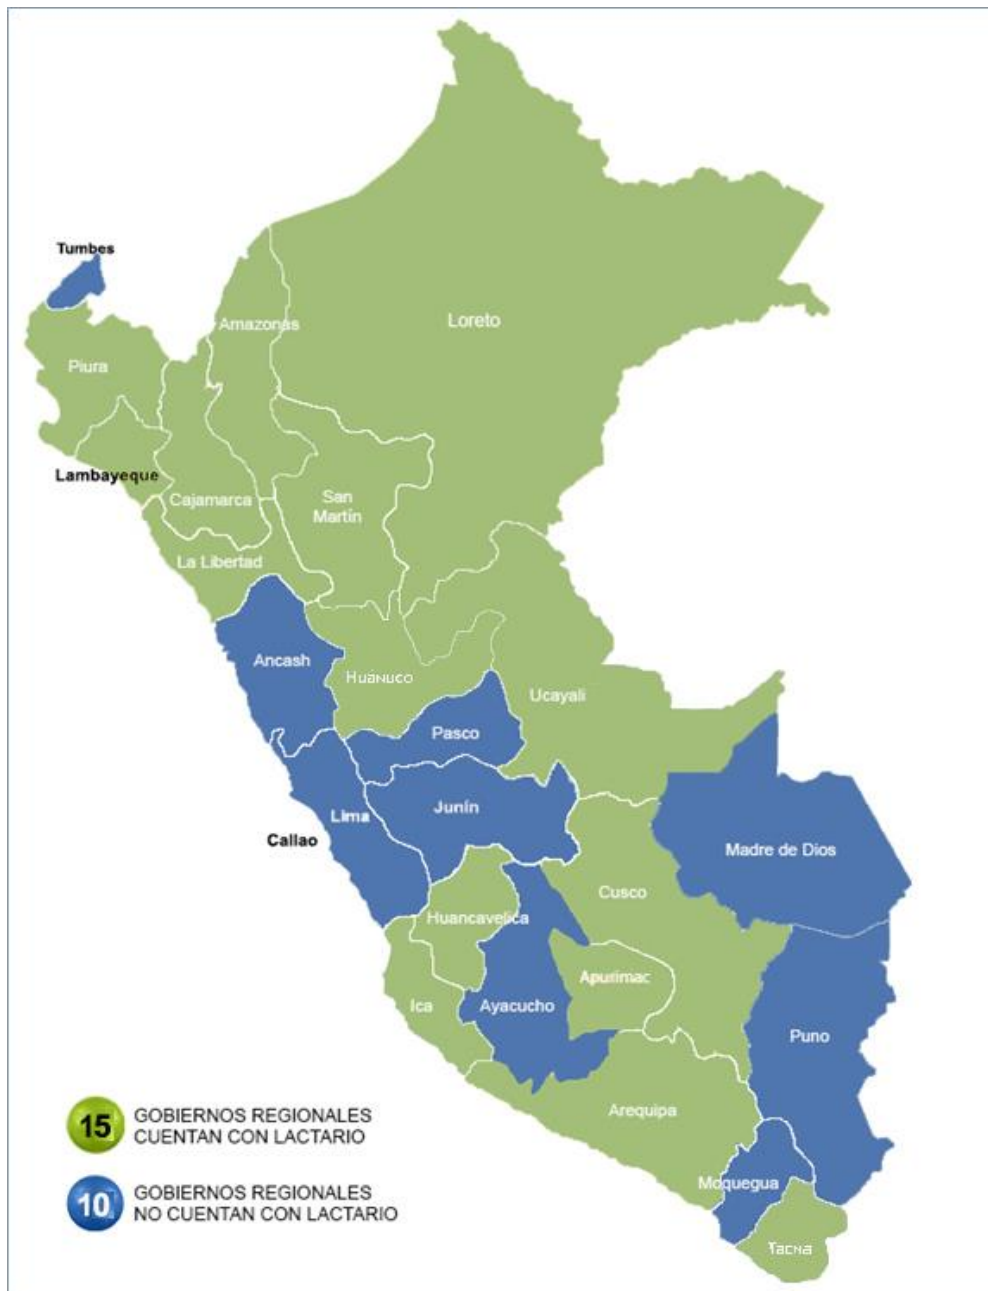 Tumbes
Amazonas
Loreto
Piura
Lambayeque
Cajamarca
San
Martín
La Libertad
Ancash
Huánuco
Ucayali
Pasco
Junín
Lima
Callao
Madre de Dios
Cusco
Huancavelica
Apurimac
Ica
Ayacucho
Puno
Arequipa
15
GOBIERNOS REGIONALES
CUENTAN CON LACTARIO
Moquegua
10
GOBIERNOS REGIONALES
NO CUENTAN CON LACTARIO
Tacna